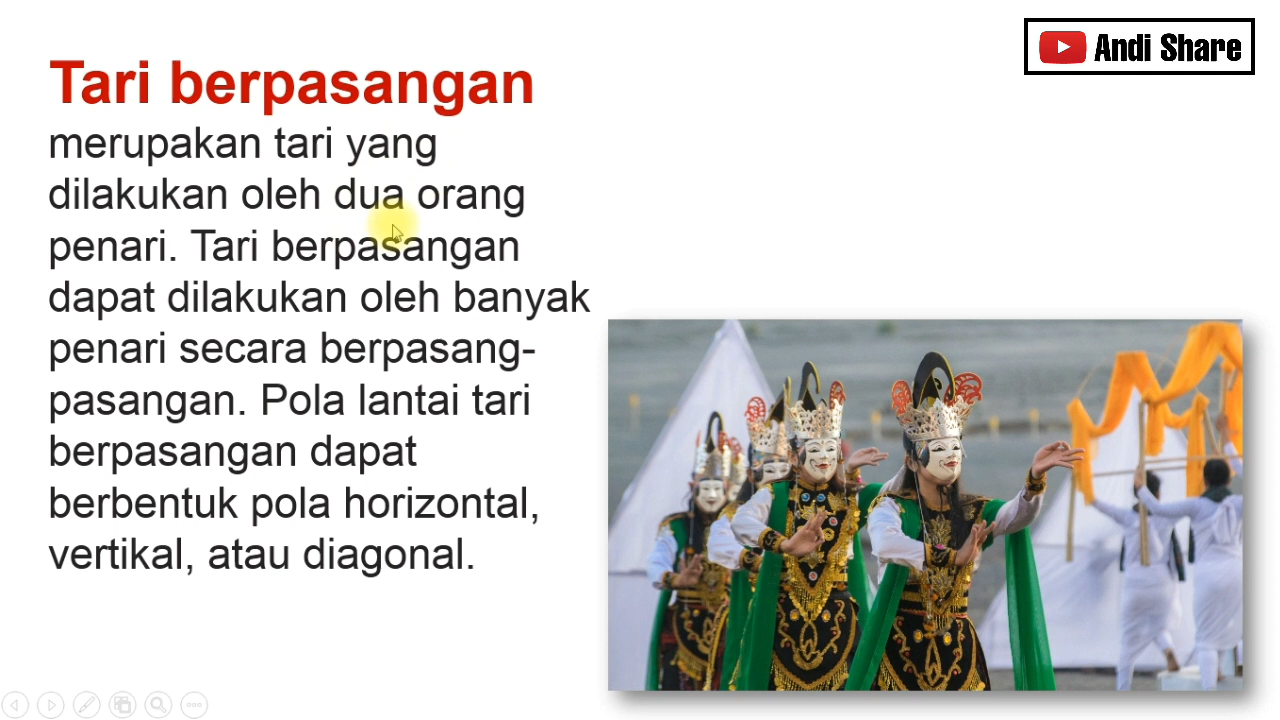 Andi Share
Tari berpasangan
merupakan tari yang
dilakukan oleh dua orang
penari. Tari berpasangan
dapat dilakukan oleh banyak
penari secara berpasang-
pasangan. Pola lantai tari
berpasangan dapat
berbentuk pola horizontal,
vertikal, atau diagonal.